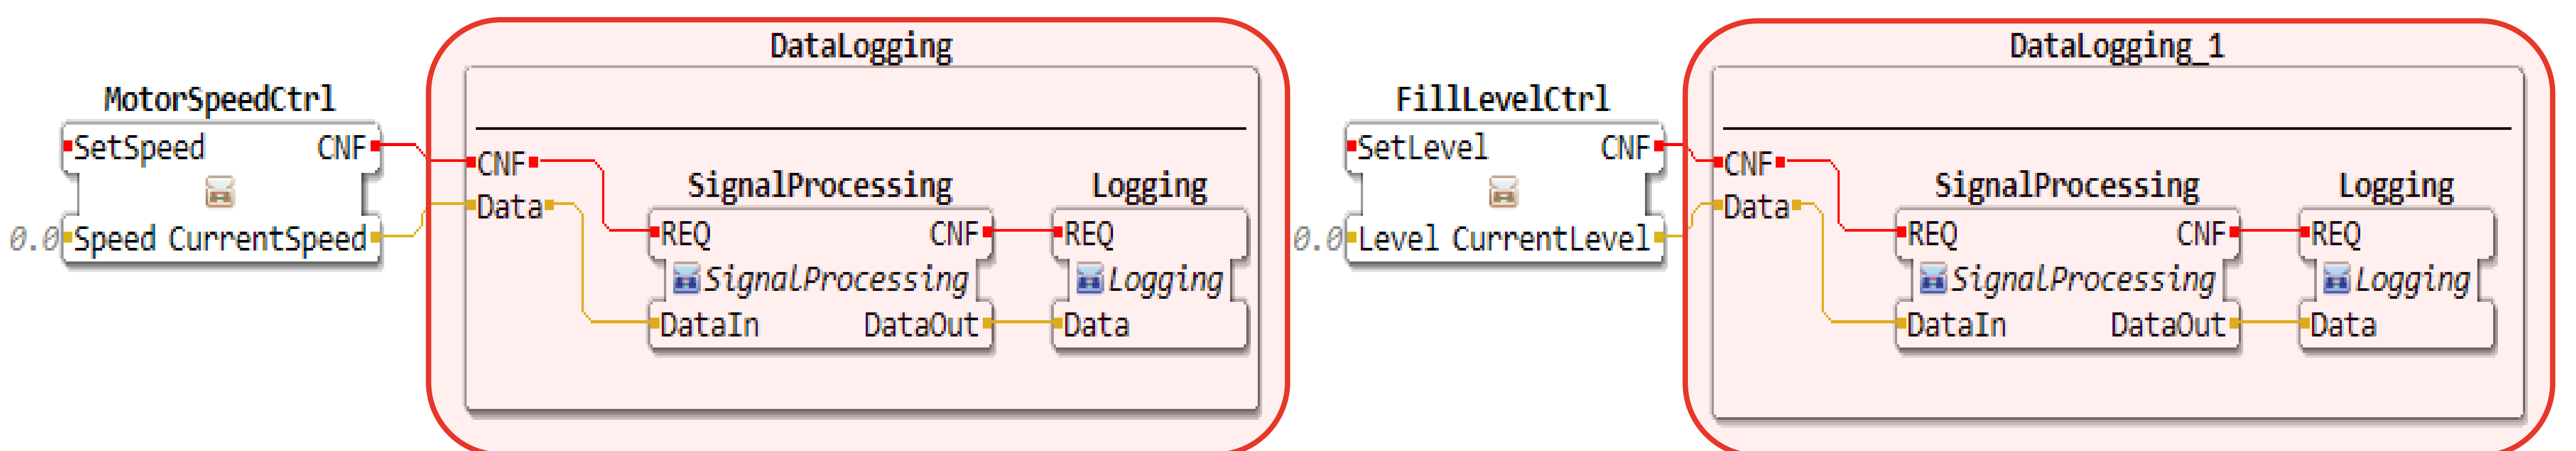 DataLogging
MotorSpeedCtrl
SetSpeed CNF
0.0 Speed CurrentSpeed
CNF
Data
SignalProcessing
REQ CNF
SignalProcessing
DataIn DataOut
Logging
REQ
Logging
Data
DataLogging_1
FillLevelCtrl
SetLevel CNF
0.0 Level CurrentLevel
CNF
Data
SignalProcessing
REQ CNF
SignalProcessing
DataIn DataOut
Logging
REQ
Logging
Data